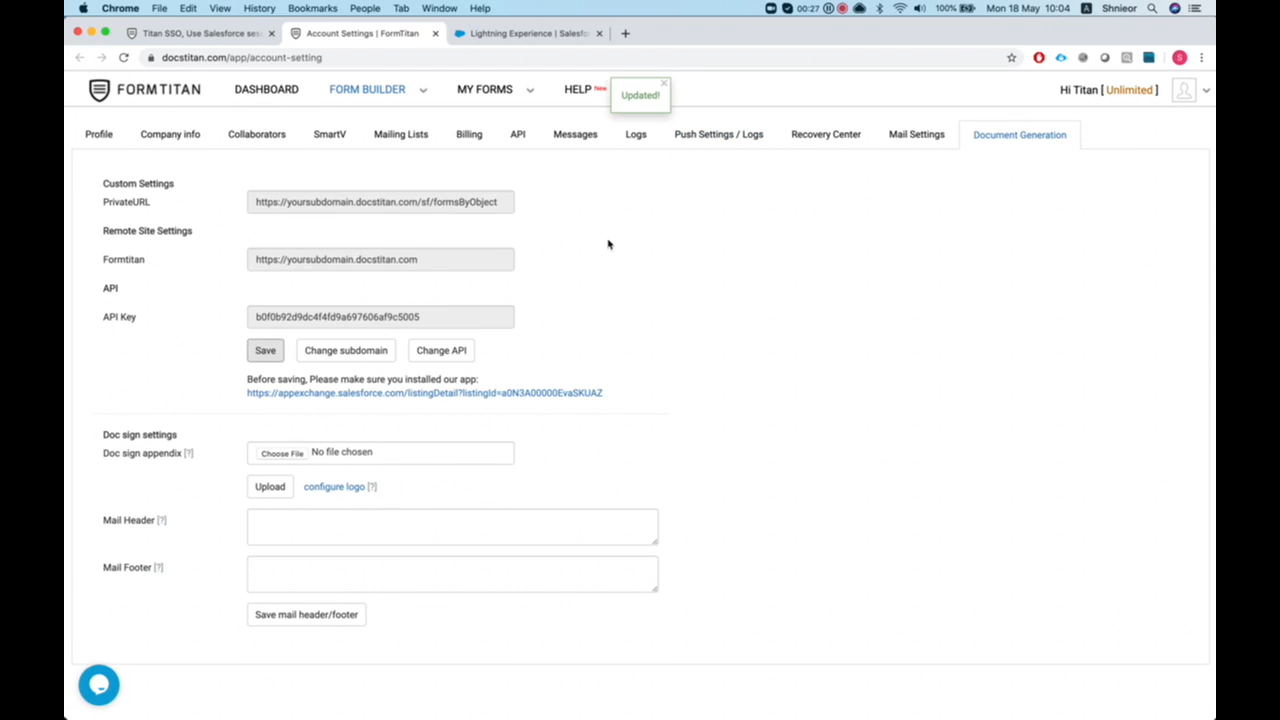 Chrome File Edit View History Bookmarks People Tab Window Help 00:27 100% Mon 18 May 10:04 A Shnieor
Titan SSO, Use Salesforce ses Account Settings | FormTitan Lightning Experience | Salesfo
docstitan.com/app/account-setting S
FORMTITAN DASHBOARD FORM BUILDER MY FORMS HELP New Updated! Hi Titan [ Unlimited ]
Profile Company info Collaborators SmartV Mailing Lists Billing API Messages Logs Push Settings / Logs Recovery Center Mail Settings Document Generation
Custom Settings
PrivateURL https://yoursubdomain.docstitan.com/sf/formsByObject
Remote Site Settings
Formtitan https://yoursubdomain.docstitan.com
API
API Key b0f0b92d9dc4f4fd9a697606af9c5005
Save Change subdomain Change API
Before saving, Please make sure you installed our app:
https://appexchange.salesforce.com/listingDetail?listingId=a0N3A00000EvaSKUAZ
Doc sign settings
Doc sign appendix [?] Choose File No file chosen
Upload configure logo [?]
Mail Header [?]
Mail Footer [?]
Save mail header/footer